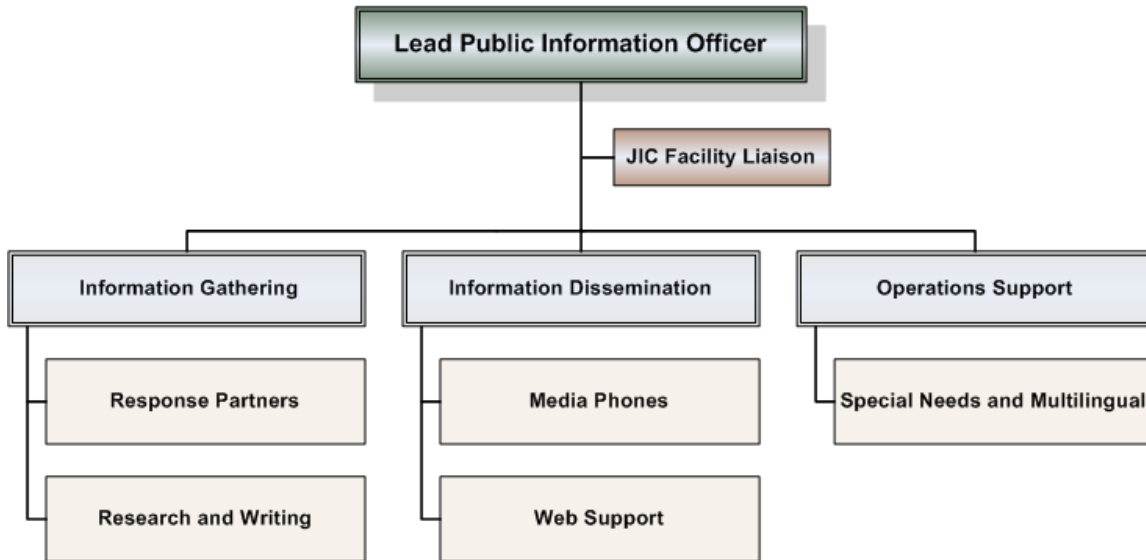 Lead Public Information Officer
JIC Facility Liaison
Information Gathering
Information Dissemination
Operations Support
Response Partners
Media Phones
Special Needs and Multilingual
Research and Writing
Web Support